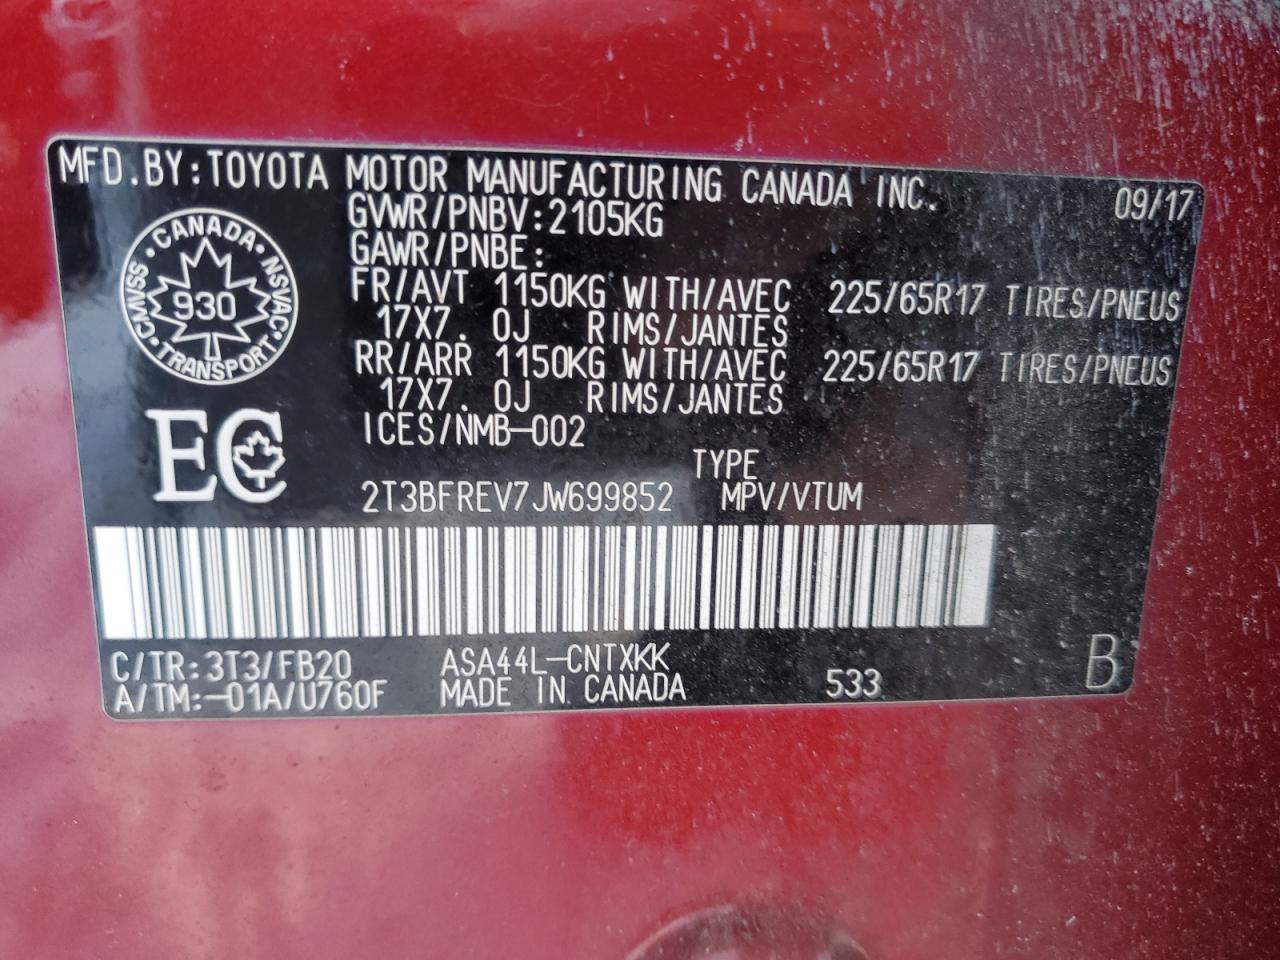 MFD.BY:TOYOTA MOTOR MANUFACTURING CANADA INC. 09/17
GVWR/PNBV:2105KG
GAWR/PNBE:
FR/AVT 1150KG WITH/AVEC 225/65R17 TIRES/PNEUS
17X7. 0J RIMS/JANTES
RR/ARR 1150KG WITH/AVEC 225/65R17 TIRES/PNEUS
17X7. 0J RIMS/JANTES
ICES/NMB-002
CANADA
CMVSS NSVAC
930
TRANSPORT
EC
TYPE
2T3BFREV7JW699852 MPV/VTUM
C/TR:3T3/FB20 ASA44L-CNTXKK
A/TM:-01A/U760F MADE IN CANADA 533 B